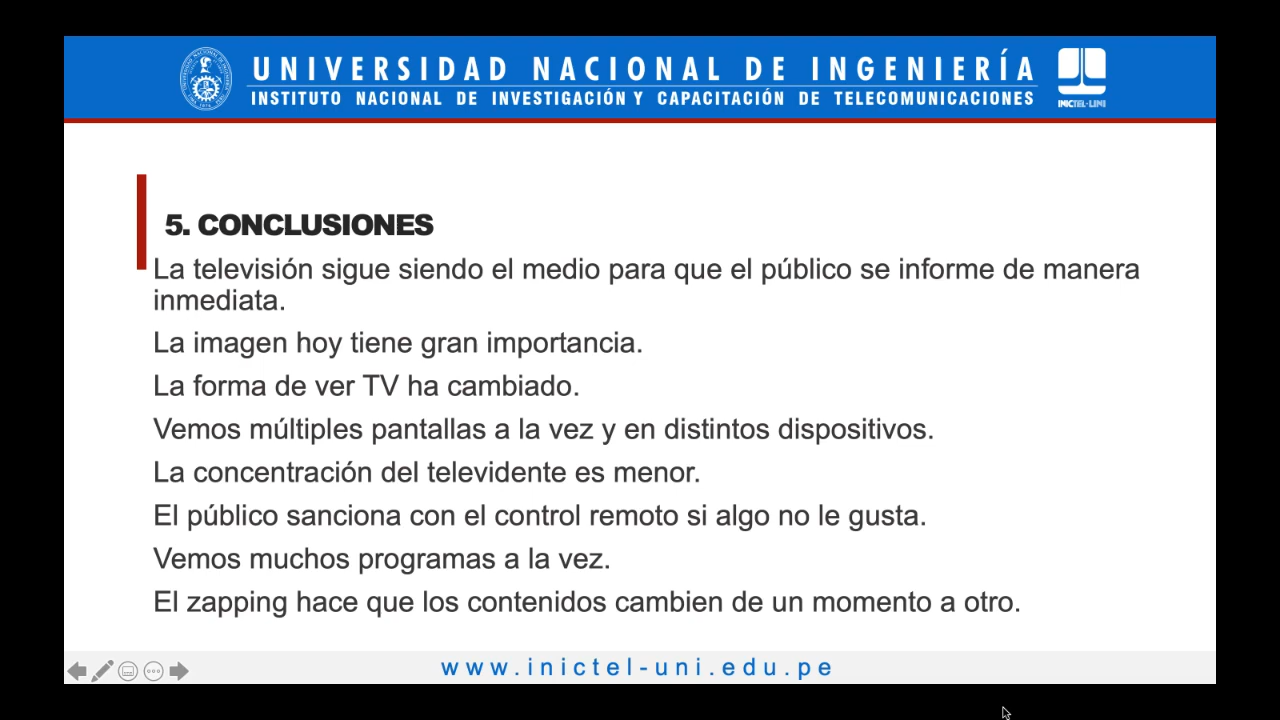 UNIVERSIDAD NACIONAL DE INGENIERÍA
INSTITUTO NACIONAL DE INVESTIGACIÓN Y CAPACITACIÓN DE TELECOMUNICACIONES
INICTEL-UNI
5. CONCLUSIONES
La televisión sigue siendo el medio para que el público se informe de manera
inmediata.
La imagen hoy tiene gran importancia.
La forma de ver TV ha cambiado.
Vemos múltiples pantallas a la vez y en distintos dispositivos.
La concentración del televidente es menor.
El público sanciona con el control remoto si algo no le gusta.
Vemos muchos programas a la vez.
El zapping hace que los contenidos cambien de un momento a otro.
www.inictel-uni.edu.pe